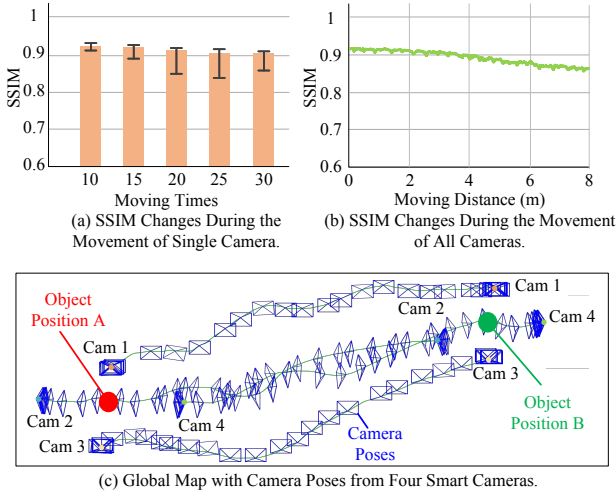 1
0.9
0.8
0.7
0.6
SSIM
10 15 20 25 30
Moving Times
(a) SSIM Changes During the
Movement of Single Camera.
1
0.9
0.8
0.7
0.6
SSIM
0 2 4 6 8
Moving Distance (m)
(b) SSIM Changes During the Movement
of All Cameras.
Object
Position A
Cam 1
Cam 2
Cam 1
Cam 4
Cam 3
Cam 2
Cam 4
Cam 3
Camera
Poses
Object
Position B
(c) Global Map with Camera Poses from Four Smart Cameras.